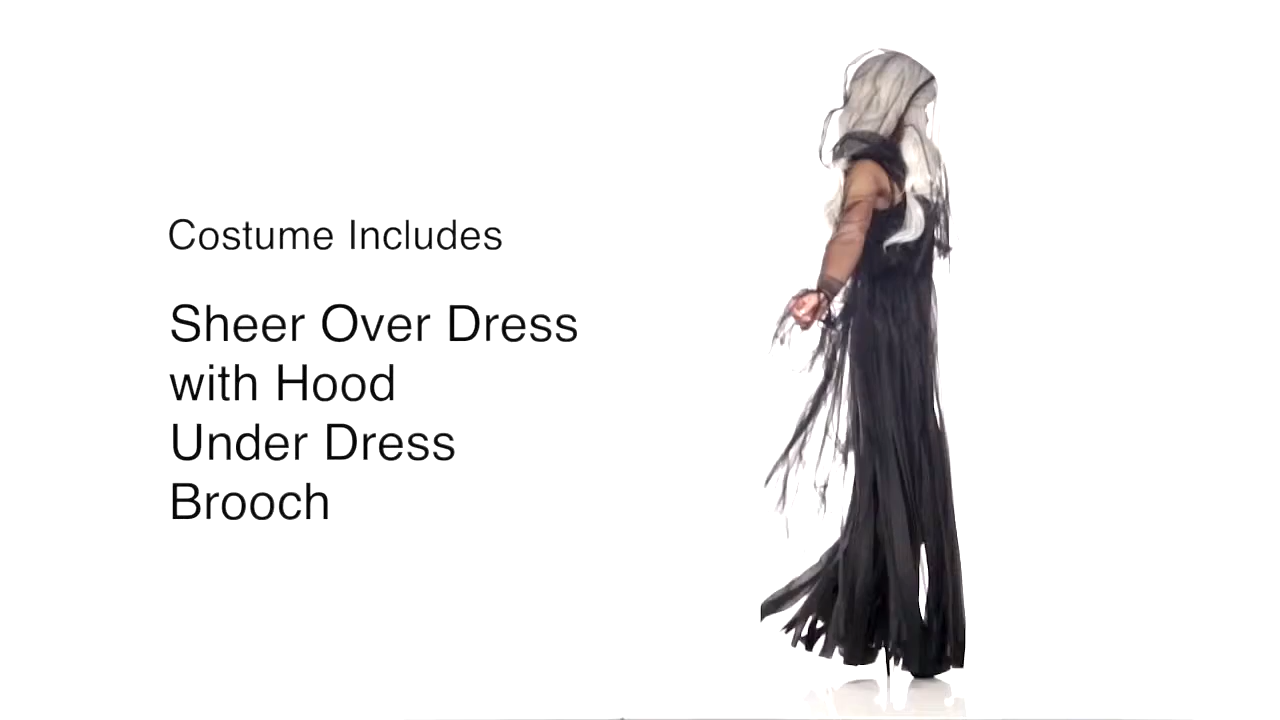 Costume Includes
Sheer Over Dress
with Hood
Under Dress
Brooch